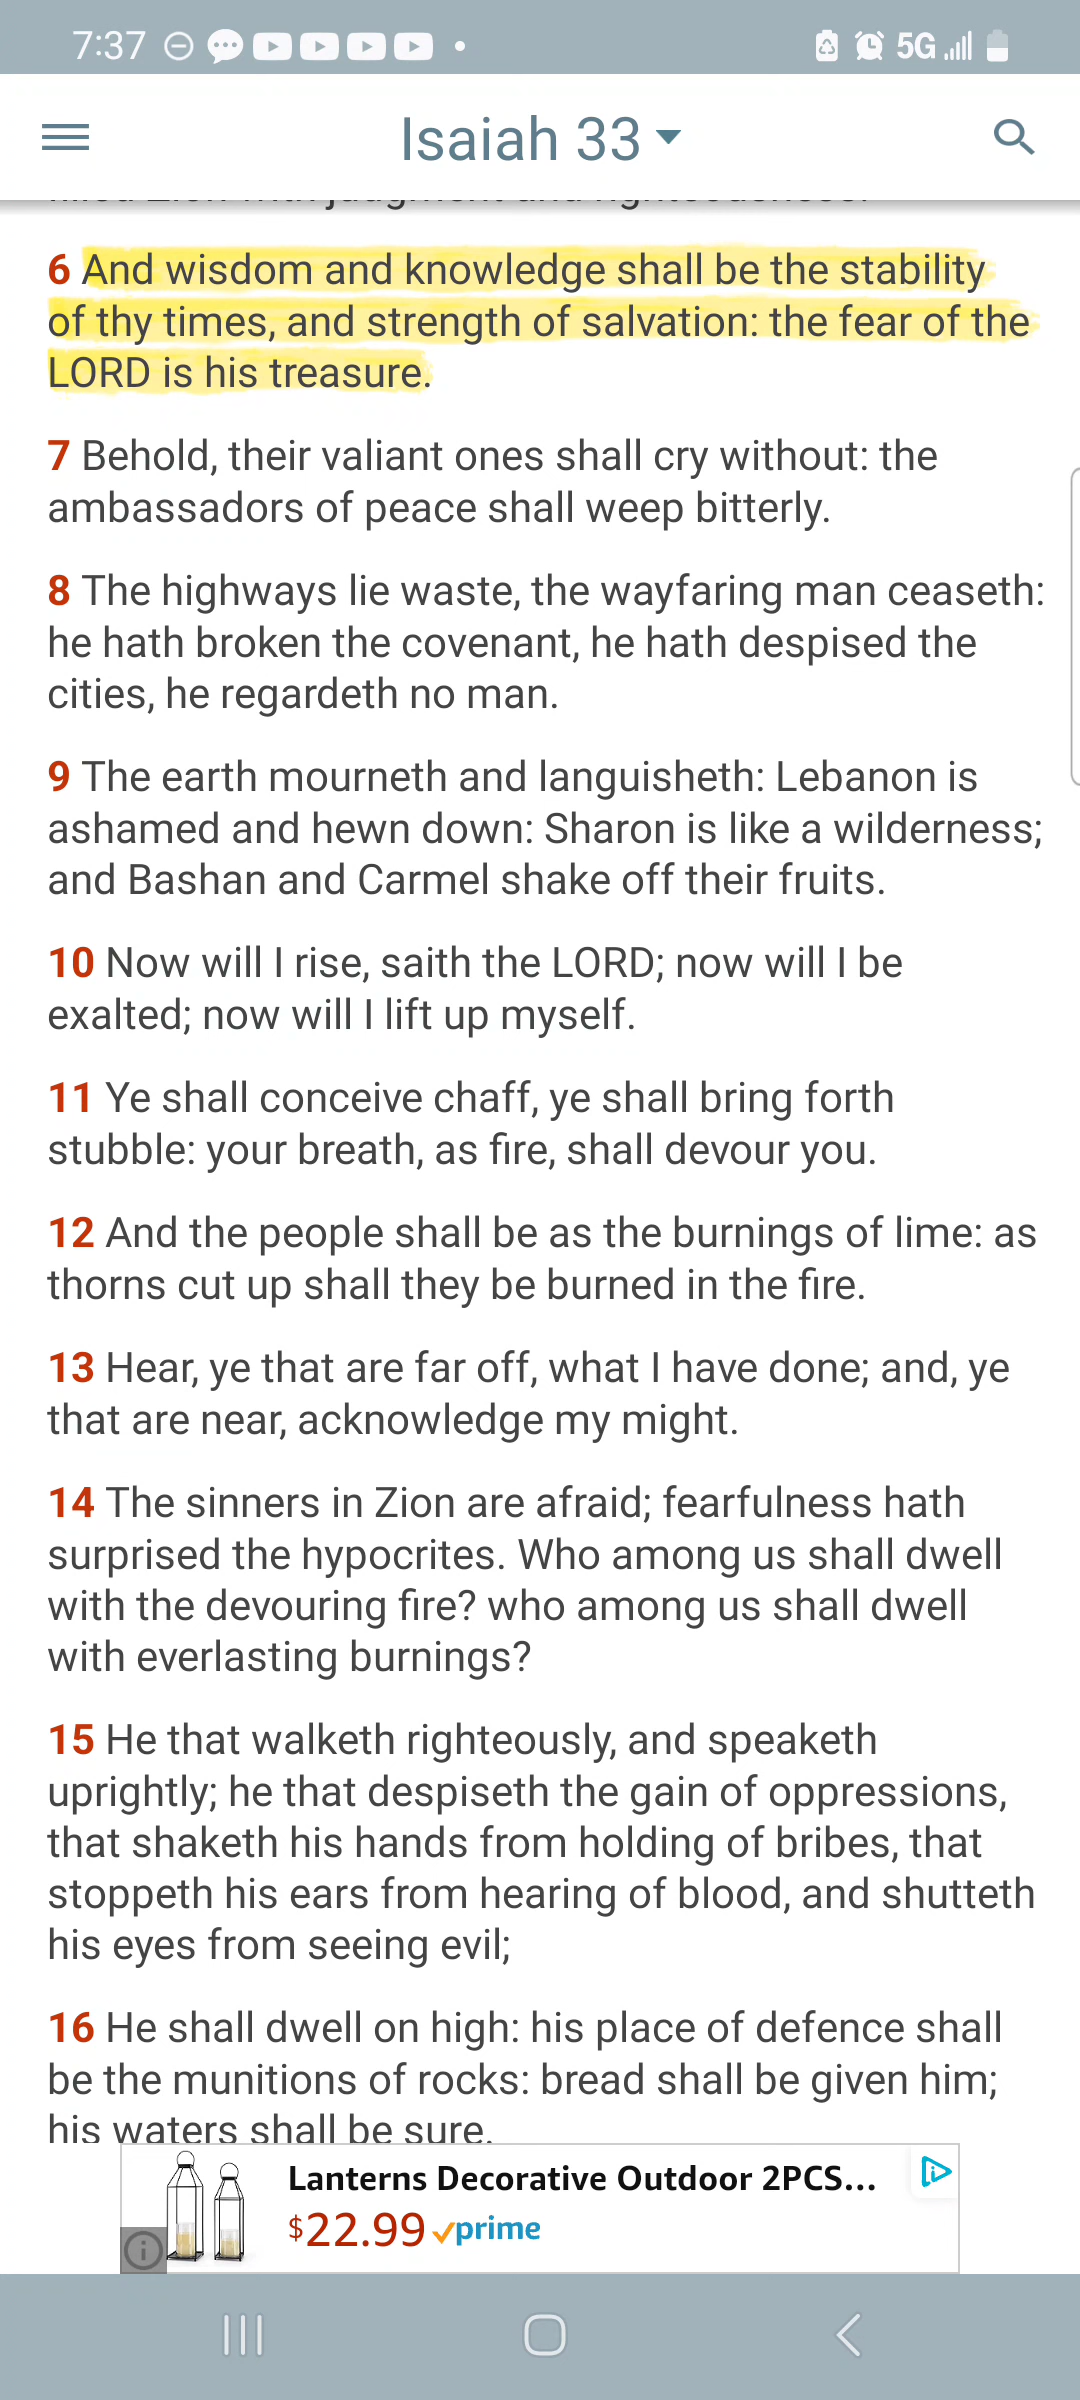 7:37
5G
Isaiah 33
6 And wisdom and knowledge shall be the stability
of thy times, and strength of salvation: the fear of the
LORD is his treasure.
7 Behold, their valiant ones shall cry without: the
ambassadors of peace shall weep bitterly.
8 The highways lie waste, the wayfaring man ceaseth:
he hath broken the covenant, he hath despised the
cities, he regardeth no man.
9 The earth mourneth and languisheth: Lebanon is
ashamed and hewn down: Sharon is like a wilderness;
and Bashan and Carmel shake off their fruits.
10 Now will I rise, saith the LORD; now will I be
exalted; now will I lift up myself.
11 Ye shall conceive chaff, ye shall bring forth
stubble: your breath, as fire, shall devour you.
12 And the people shall be as the burnings of lime: as
thorns cut up shall they be burned in the fire.
13 Hear, ye that are far off, what I have done; and, ye
that are near, acknowledge my might.
14 The sinners in Zion are afraid; fearfulness hath
surprised the hypocrites. Who among us shall dwell
with the devouring fire? who among us shall dwell
with everlasting burnings?
15 He that walketh righteously, and speaketh
uprightly; he that despiseth the gain of oppressions,
that shaketh his hands from holding of bribes, that
stoppeth his ears from hearing of blood, and shutteth
his eyes from seeing evil;
16 He shall dwell on high: his place of defence shall
be the munitions of rocks: bread shall be given him;
his waters shall be sure.
Lanterns Decorative Outdoor 2PCS...
$22.99 prime